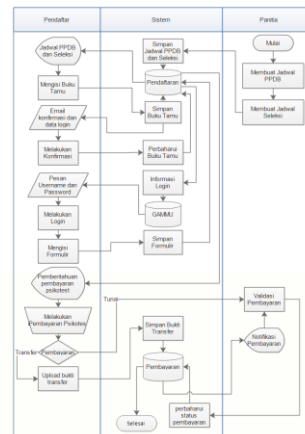 Pendaftar
Sistem
Panitia
Jadwal PPDB
dan Seleksi
Simpan
Jadwal PPDB
dan Seleksi
Mulai
Membuat Jadwal
PPDB
Membuat Jadwal
Seleksi
Pendaftaran
Mengisi Buku
Tamu
Simpan
Buku Tamu
Email
konfirmasi dan
data login
Melakukan
Konfirmasi
Perbaharui
Buku Tamu
Informasi
Login
Pesan
Username dan
Password
GAMMU
Melakukan
Login
Mengisi
Formulir
Simpan
Formulir
Pemberitahuan
pembayaran
psikotest
Tunai
Melakukan
Pembayaran Psikotes
Simpan Bukti
Transfer
Validasi
Pembayaran
Transfer
Pembayaran
Notifikasi
Pembayaran
Upload bukti
transfer
Pembayaran
Selesai
perbaharui
status
pembayaran